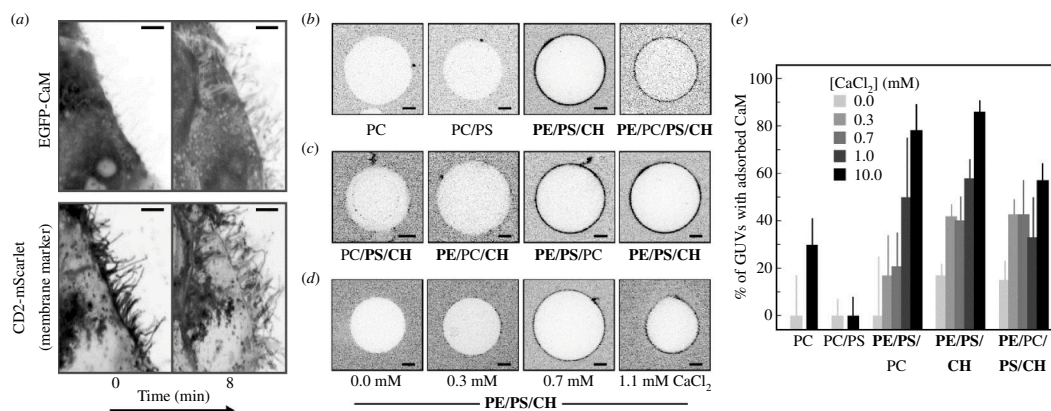 (a)
EGFP-CaM
CD2-mScarlet
(membrane marker)
0 8
Time (min)
(b)
PC PC/PS PE/PS/CH PE/PC/PS/CH
(c)
PC/PS/CH PE/PC/CH PE/PS/PC PE/PS/CH
(d)
0.0 mM 0.3 mM 0.7 mM 1.1 mM CaCl₂
PE/PS/CH
(e)
% of GUVs with adsorbed CaM
100
80
60
40
20
0
[CaCl₂] (mM)
0.0
0.3
0.7
1.0
10.0
PC PC/PS PE/PS/ PE/PS/ PE/PC/
PC CH PS/CH